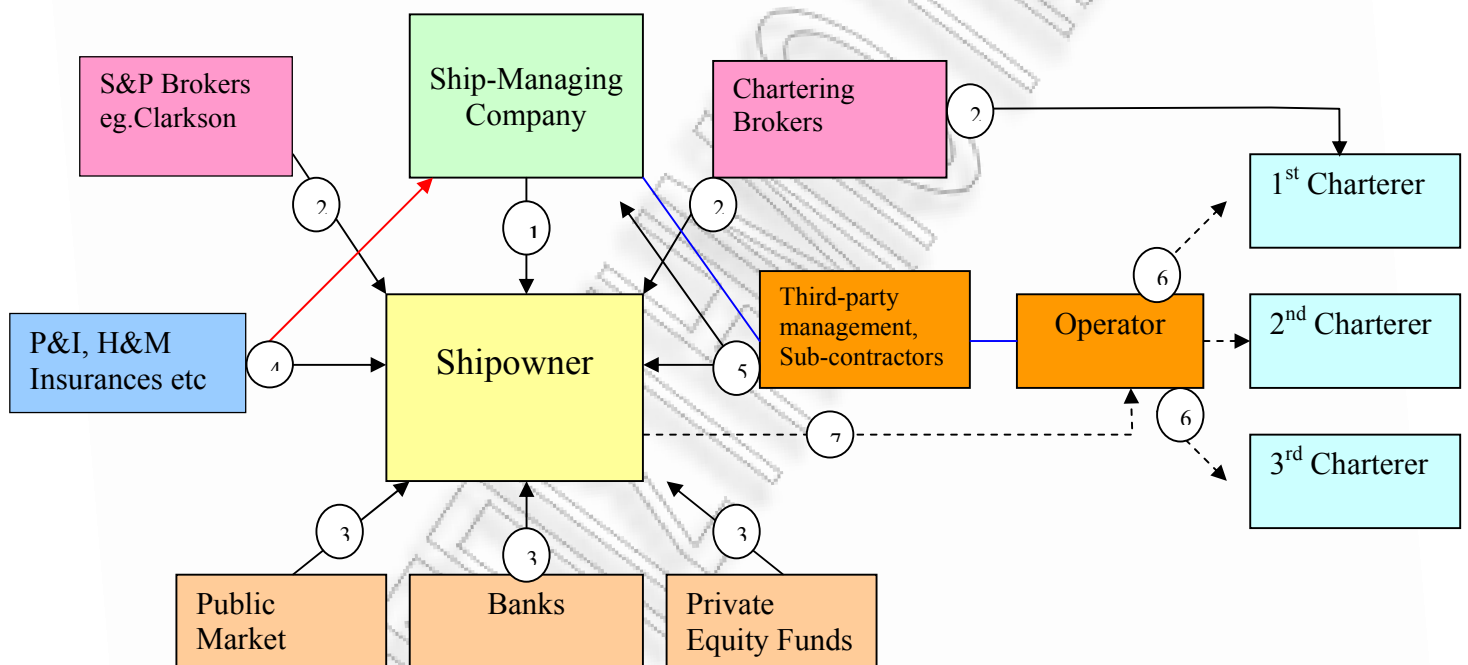 S&P Brokers
eg.Clarkson
Ship-Managing
Company
Chartering
Brokers
2
1st Charterer
2
1
2
6
P&I, H&M
Insurances etc
4
Shipowner
5
Third-party
management,
Sub-contractors
Operator
2nd Charterer
7
6
3rd Charterer
3
3
3
Public
Market
Banks
Private
Equity Funds